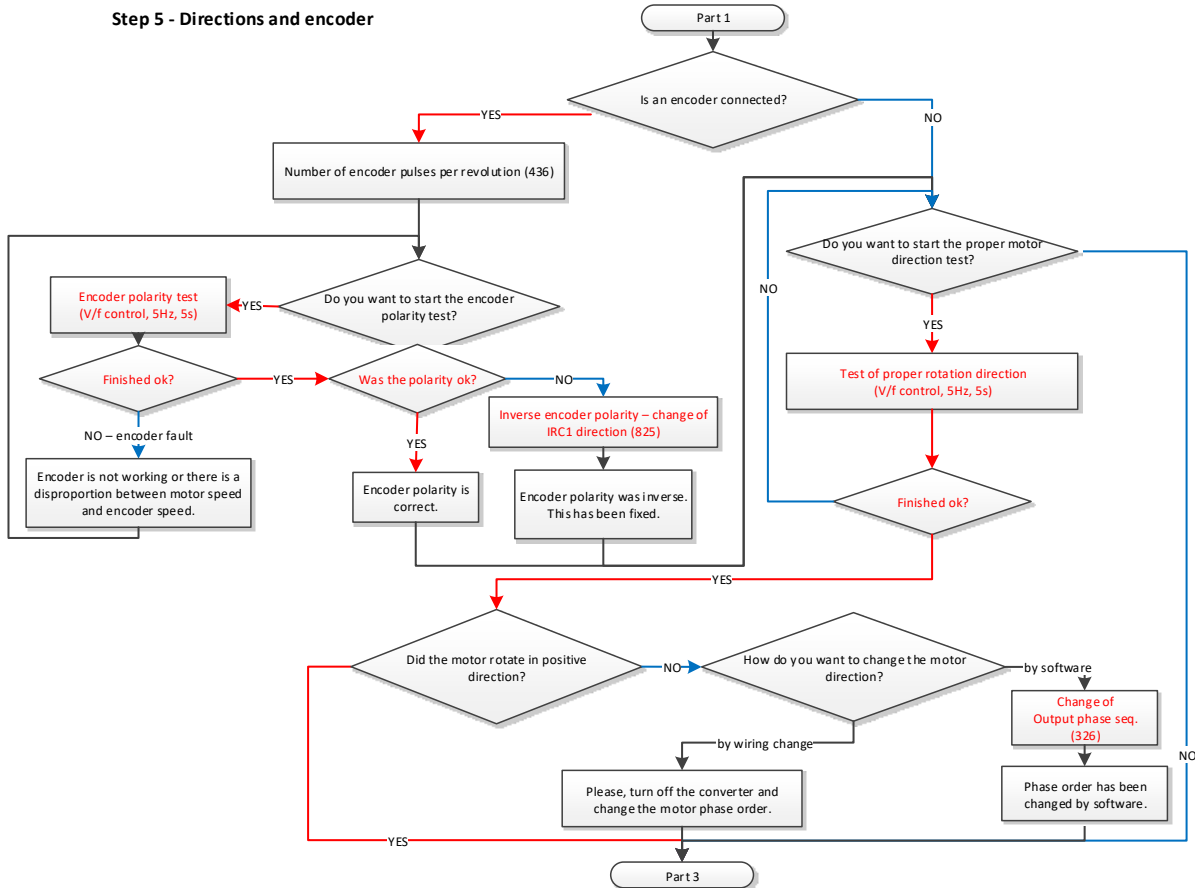 Step 5 - Directions and encoder
Part 1
Is an encoder connected?
YES
NO
Number of encoder pulses per revolution (436)
Do you want to start the proper motor
direction test?
NO
Encoder polarity test
(V/f control, 5Hz, 5s)
YES
Do you want to start the encoder
polarity test?
YES
Finished ok?
YES
Was the polarity ok?
NO
Test of proper rotation direction
(V/f control, 5Hz, 5s)
Inverse encoder polarity – change of
IRC1 direction (825)
NO – encoder fault
YES
Encoder is not working or there is a
disproportion between motor speed
and encoder speed.
Encoder polarity is
correct.
Encoder polarity was inverse.
This has been fixed.
Finished ok?
YES
Did the motor rotate in positive
direction?
NO
How do you want to change the motor
direction?
by software
Change of
Output phase seq.
(326)
by wiring change
NO
Please, turn off the converter and
change the motor phase order.
Phase order has been
changed by software.
YES
Part 3